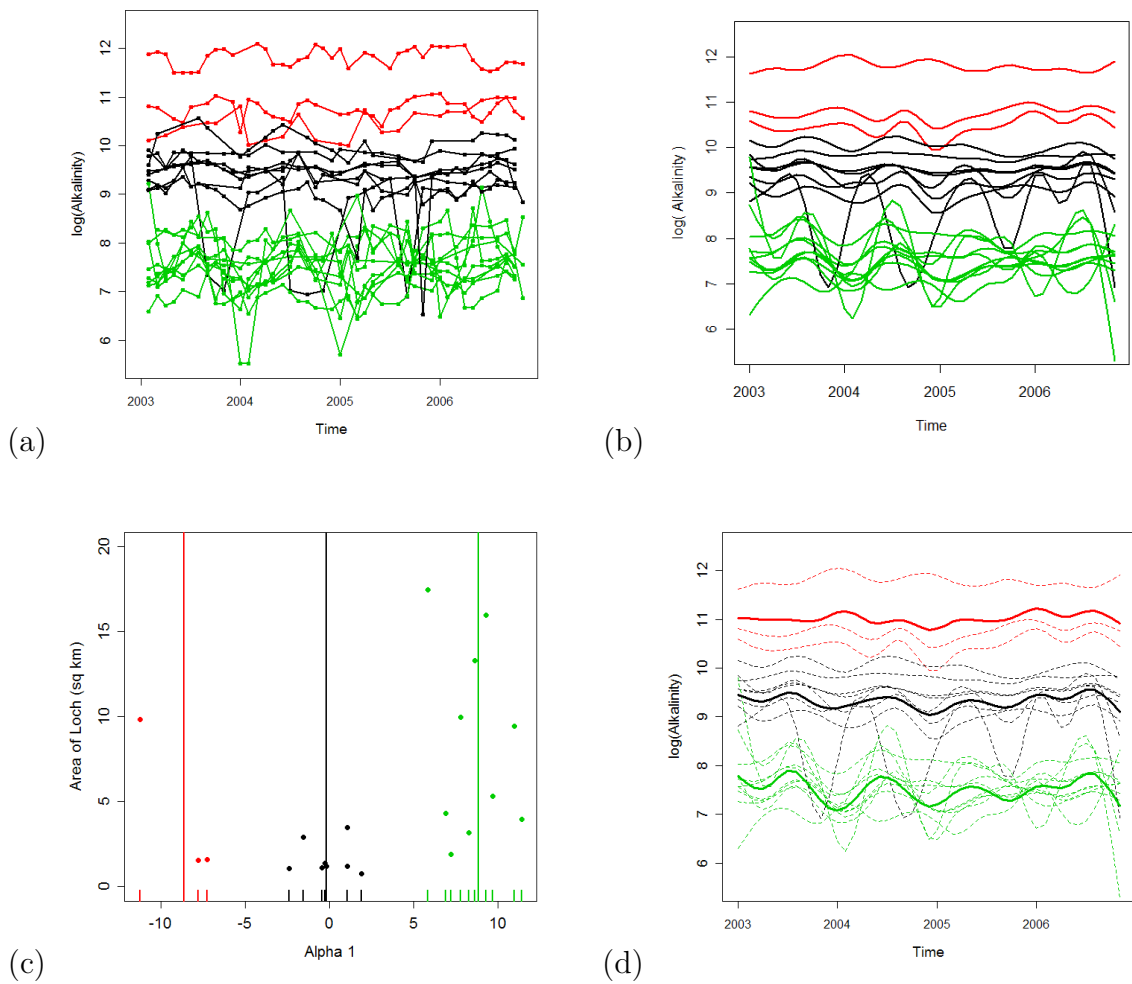 12
11
10
9
8
7
6
log(Alkalinity)
2003 2004 2005 2006
Time
(a)
12
11
10
9
8
7
6
log( Alkalinity )
2003 2004 2005 2006
Time
(b)
20
15
10
5
0
Area of Loch (sq km)
-10 -5 0 5 10
Alpha 1
(c)
12
11
10
9
8
7
6
log(Alkalinity)
2003 2004 2005 2006
Time
(d)